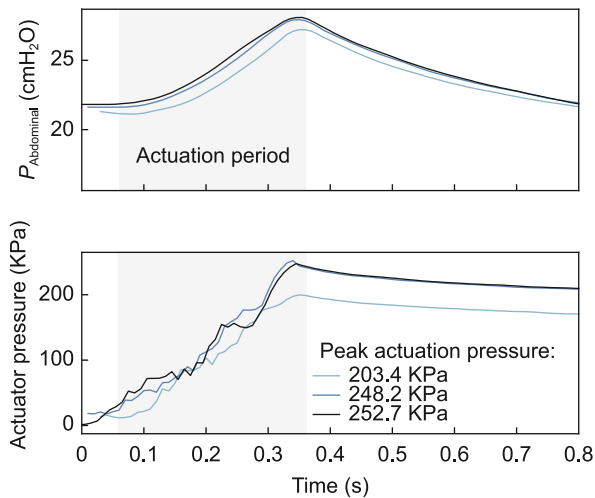 28
22
P_Abdominal (cmH₂O)
Actuation period
200
100
0
Actuator pressure (KPa)
Peak actuation pressure:
203.4 KPa
248.2 KPa
252.7 KPa
0 0.1 0.2 0.3 0.4 0.5 0.6 0.7 0.8
Time (s)